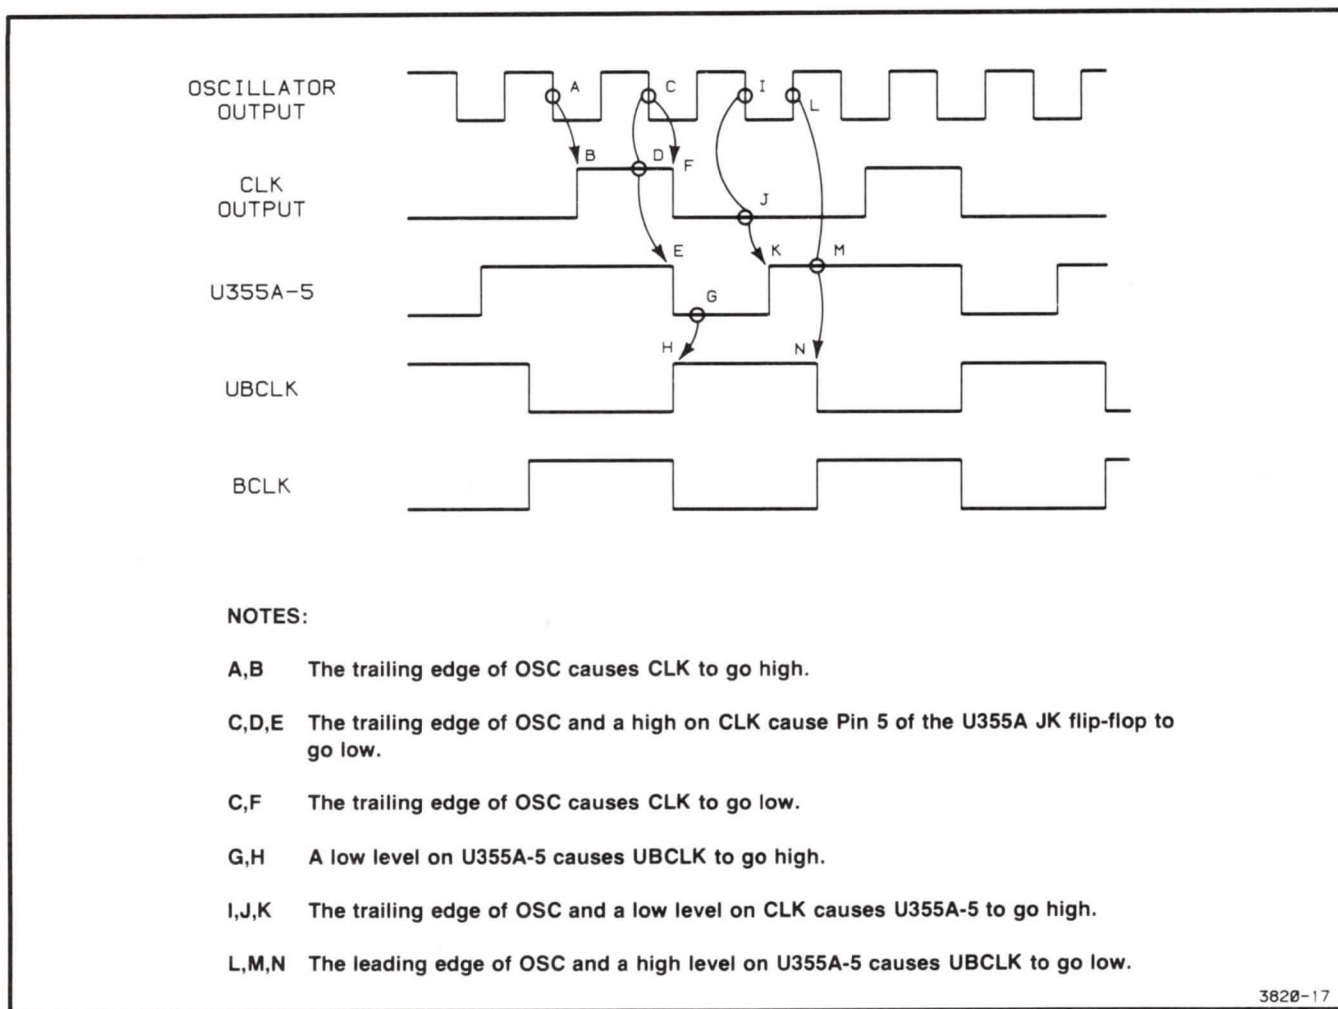 OSCILLATOR
OUTPUT
A
C
I
L
B
D
F
CLK
OUTPUT
J
E
K
M
U355A-5
G
H
N
UBCLK
BCLK
NOTES:
A,B The trailing edge of OSC causes CLK to go high.
C,D,E The trailing edge of OSC and a high on CLK cause Pin 5 of the U355A JK flip-flop to
go low.
C,F The trailing edge of OSC causes CLK to go low.
G,H A low level on U355A-5 causes UBCLK to go high.
I,J,K The trailing edge of OSC and a low level on CLK causes U355A-5 to go high.
L,M,N The leading edge of OSC and a high level on U355A-5 causes UBCLK to go low.
3820-17